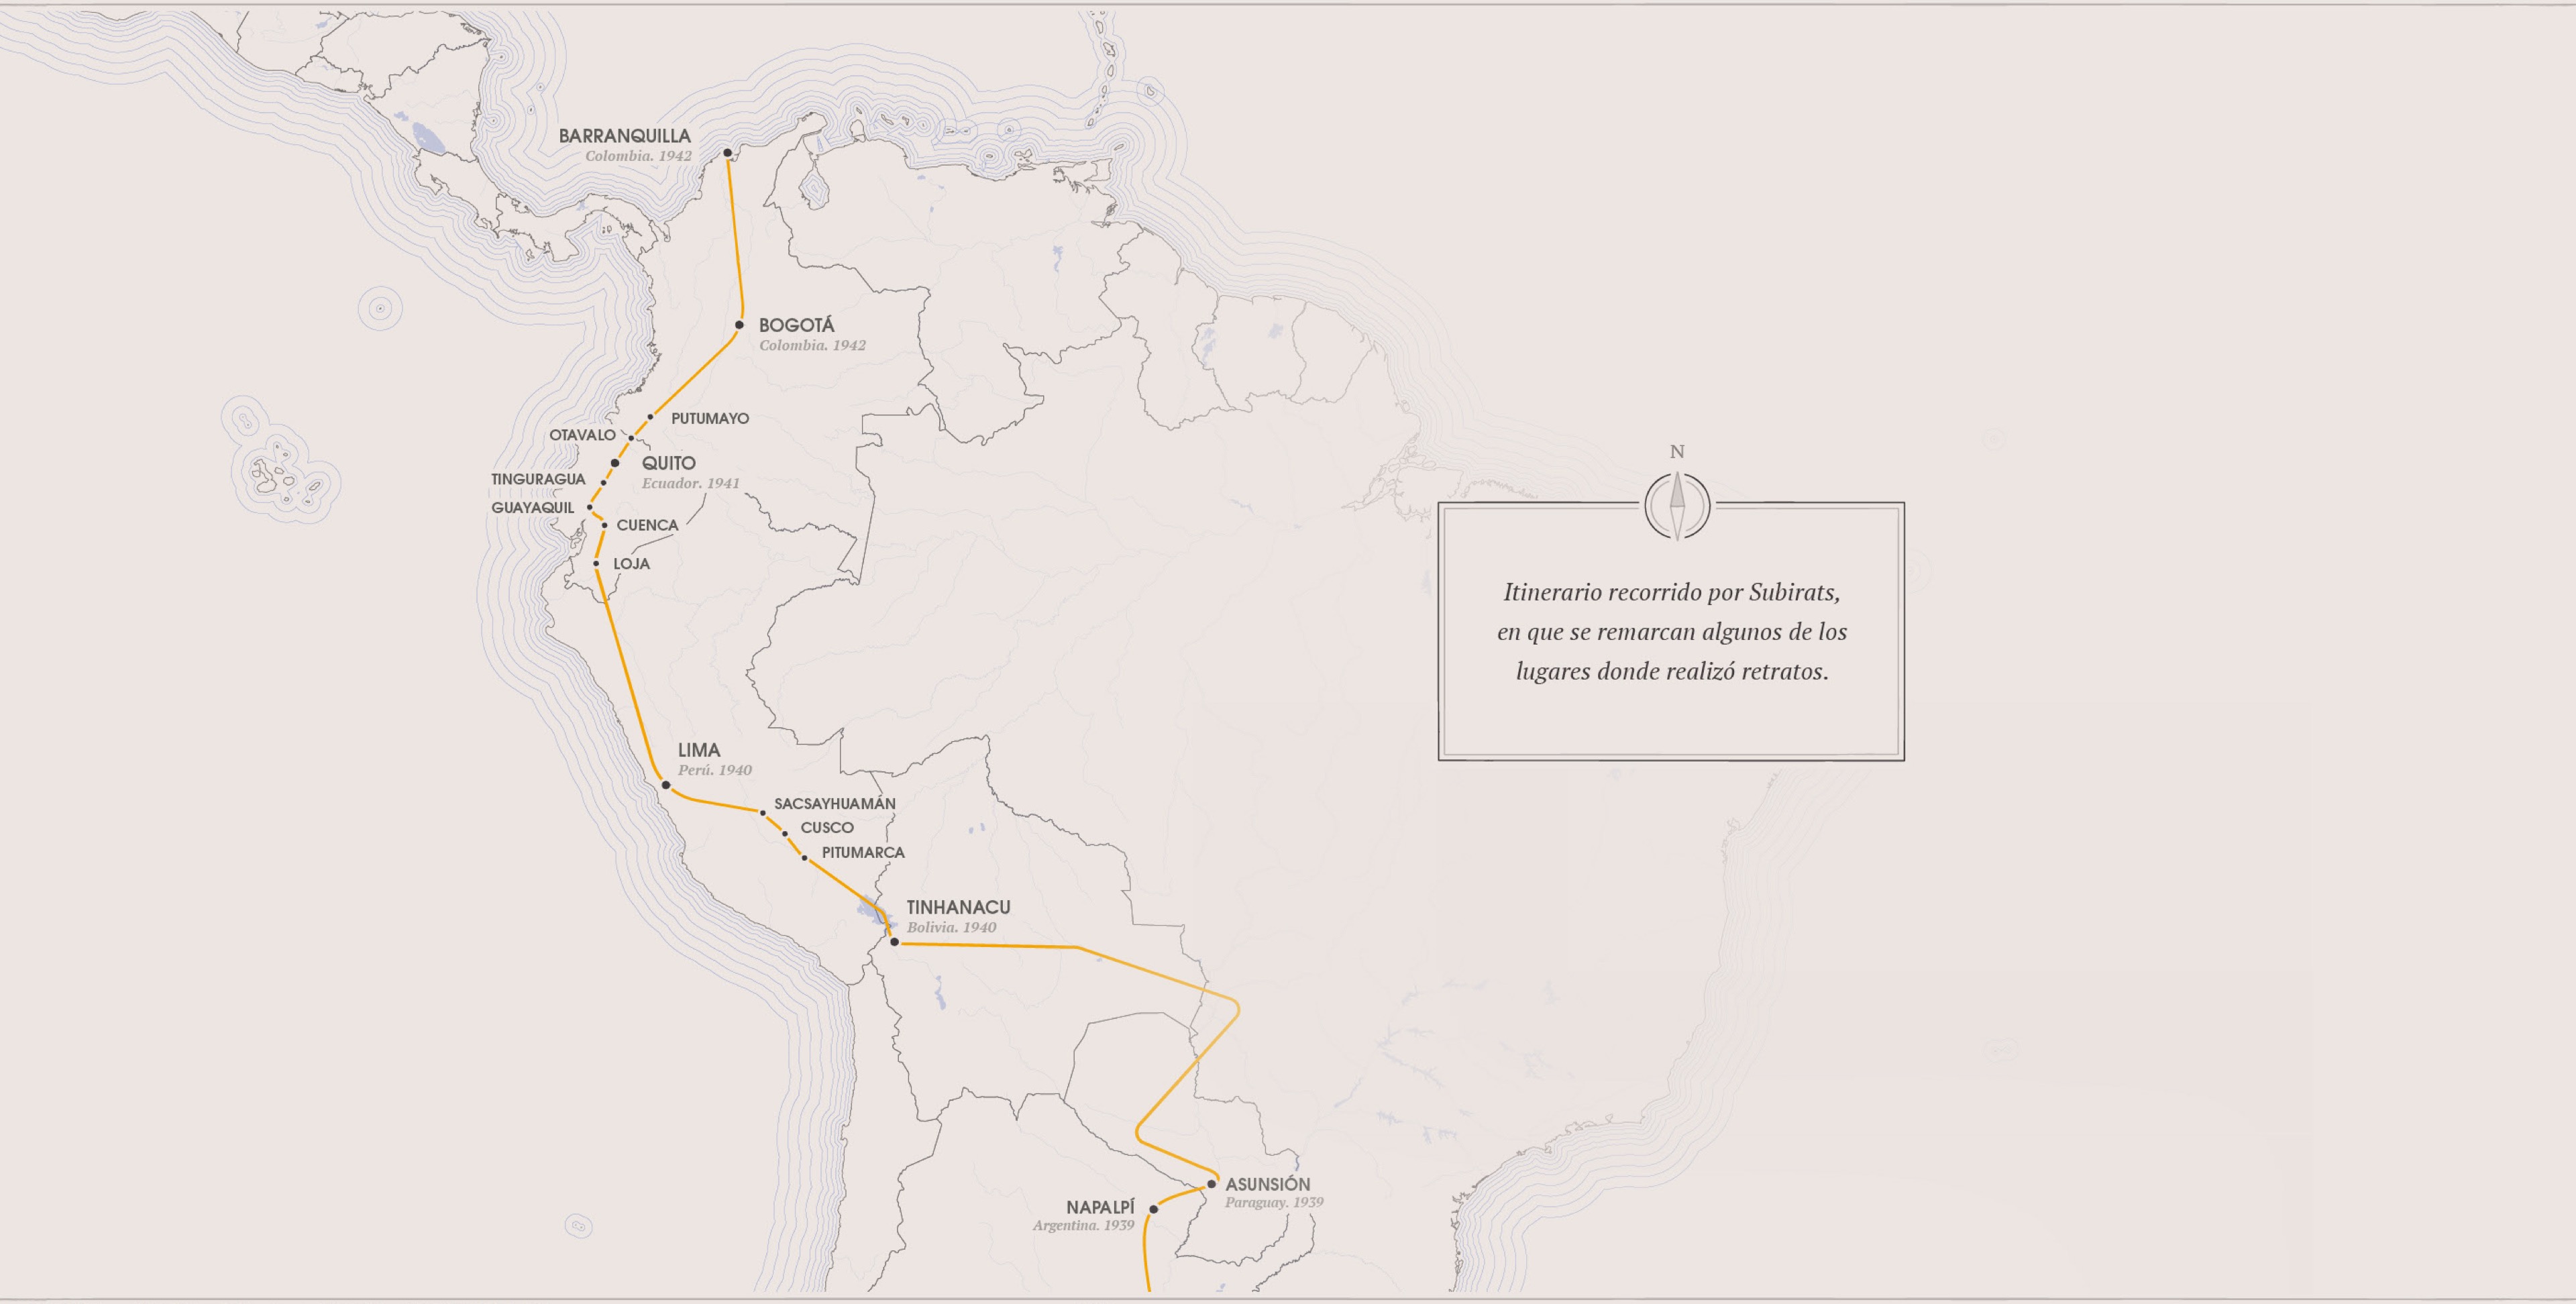 BARRANQUILLA
Colombia. 1942
BOGOTÁ
Colombia. 1942
PUTUMAYO
OTAVALO
QUITO
Ecuador. 1941
TINGURAGUA
GUAYAQUIL
CUENCA
LOJA
N
Itinerario recorrido por Subirats,
en que se remarcan algunos de los
lugares donde realizó retratos.
LIMA
Perú. 1940
SACSAYHUAMÁN
CUSCO
PITUMARCA
TINHANACU
Bolivia. 1940
ASUNSIÓN
Paraguay. 1939
NAPALPÍ
Argentina. 1939